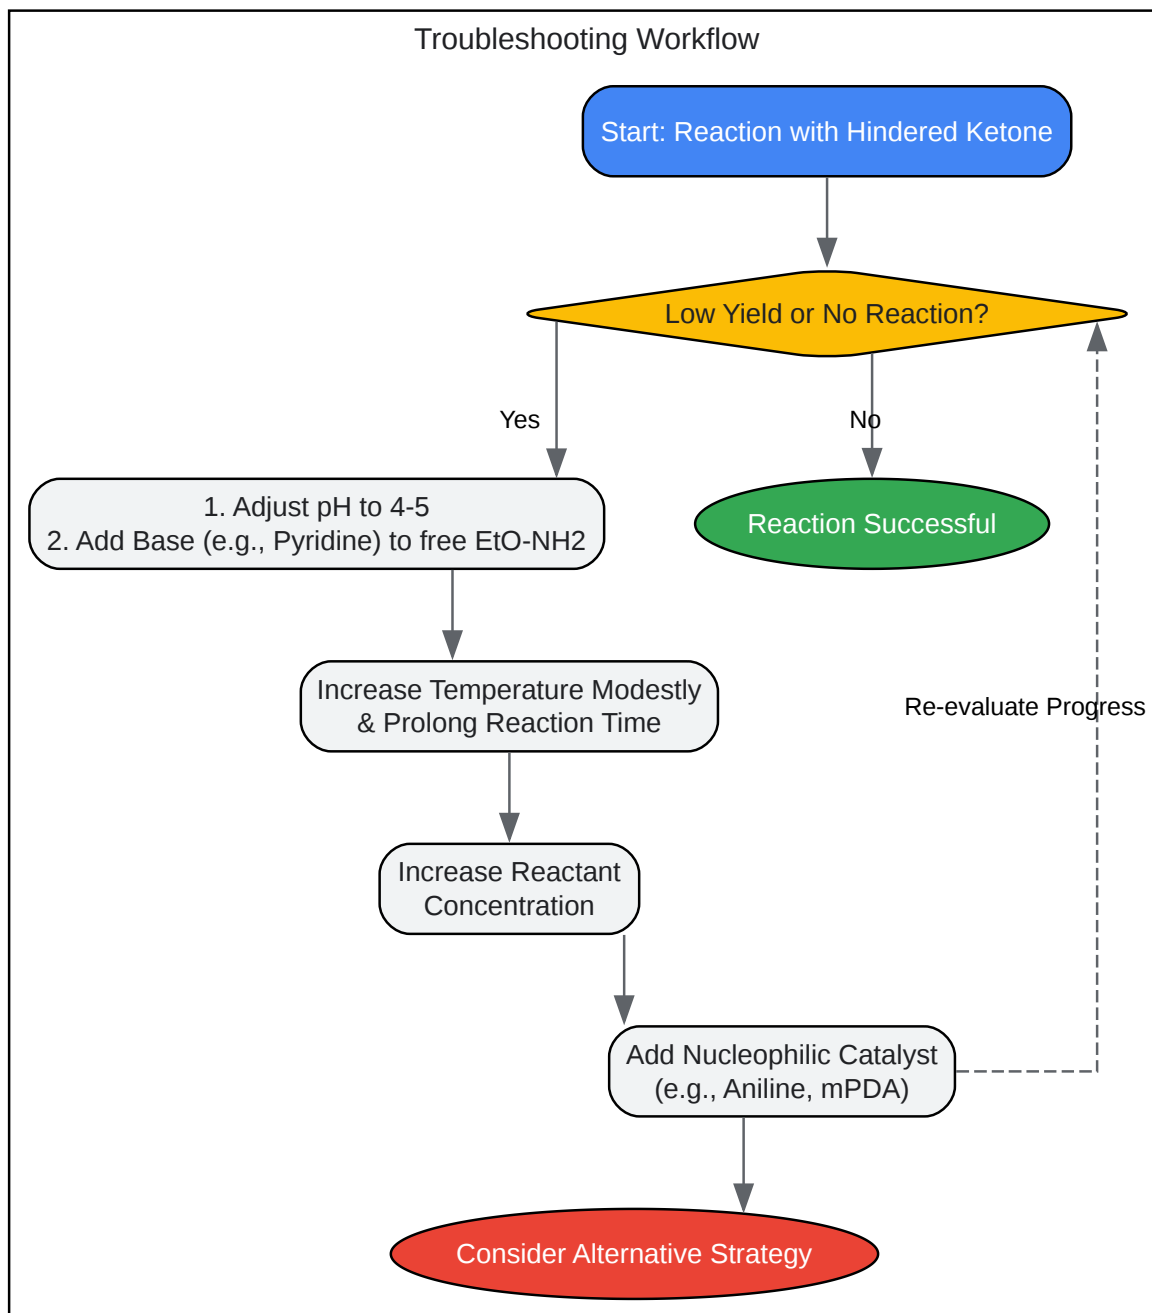 Troubleshooting Workflow
Start: Reaction with Hindered Ketone
Low Yield or No Reaction?
Yes
No
1. Adjust pH to 4-5
2. Add Base (e.g., Pyridine) to free EtO-NH2
Reaction Successful
Increase Temperature Modestly
& Prolong Reaction Time
Re-evaluate Progress
Increase Reactant
Concentration
Add Nucleophilic Catalyst
(e.g., Aniline, mPDA)
Consider Alternative Strategy